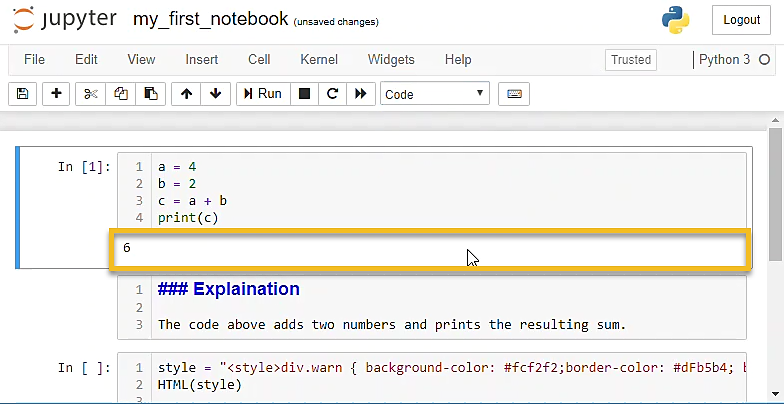 jupyter my_first_notebook (unsaved changes) Logout
File Edit View Insert Cell Kernel Widgets Help Trusted Python 3
Run Code
In [1]: 1 a = 4
2 b = 2
3 c = a + b
4 print(c)
6
1 ### Explaination
2
3 The code above adds two numbers and prints the resulting sum.
In [ ]: 1 style = "<style>div.warn { background-color: #fcf2f2;border-color: #dFb5b4; b
2 HTML(style)
3